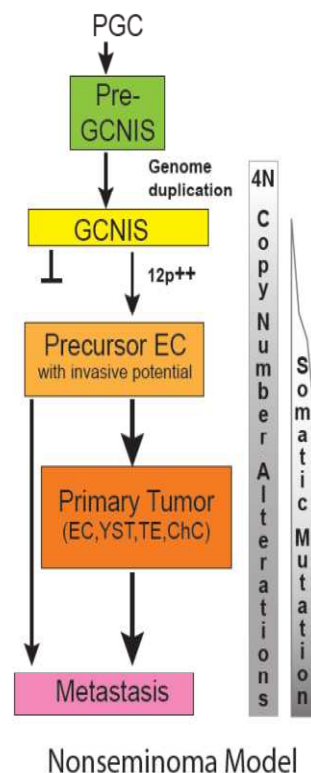 PGC
Pre-
GCNIS
Genome
duplication
GCNIS
12p++
Precursor EC
with invasive potential
Primary Tumor
(EC,YST,TE,ChC)
Metastasis
4N
Copy Number Alterations
Somatic Mutation
Nonseminoma Model